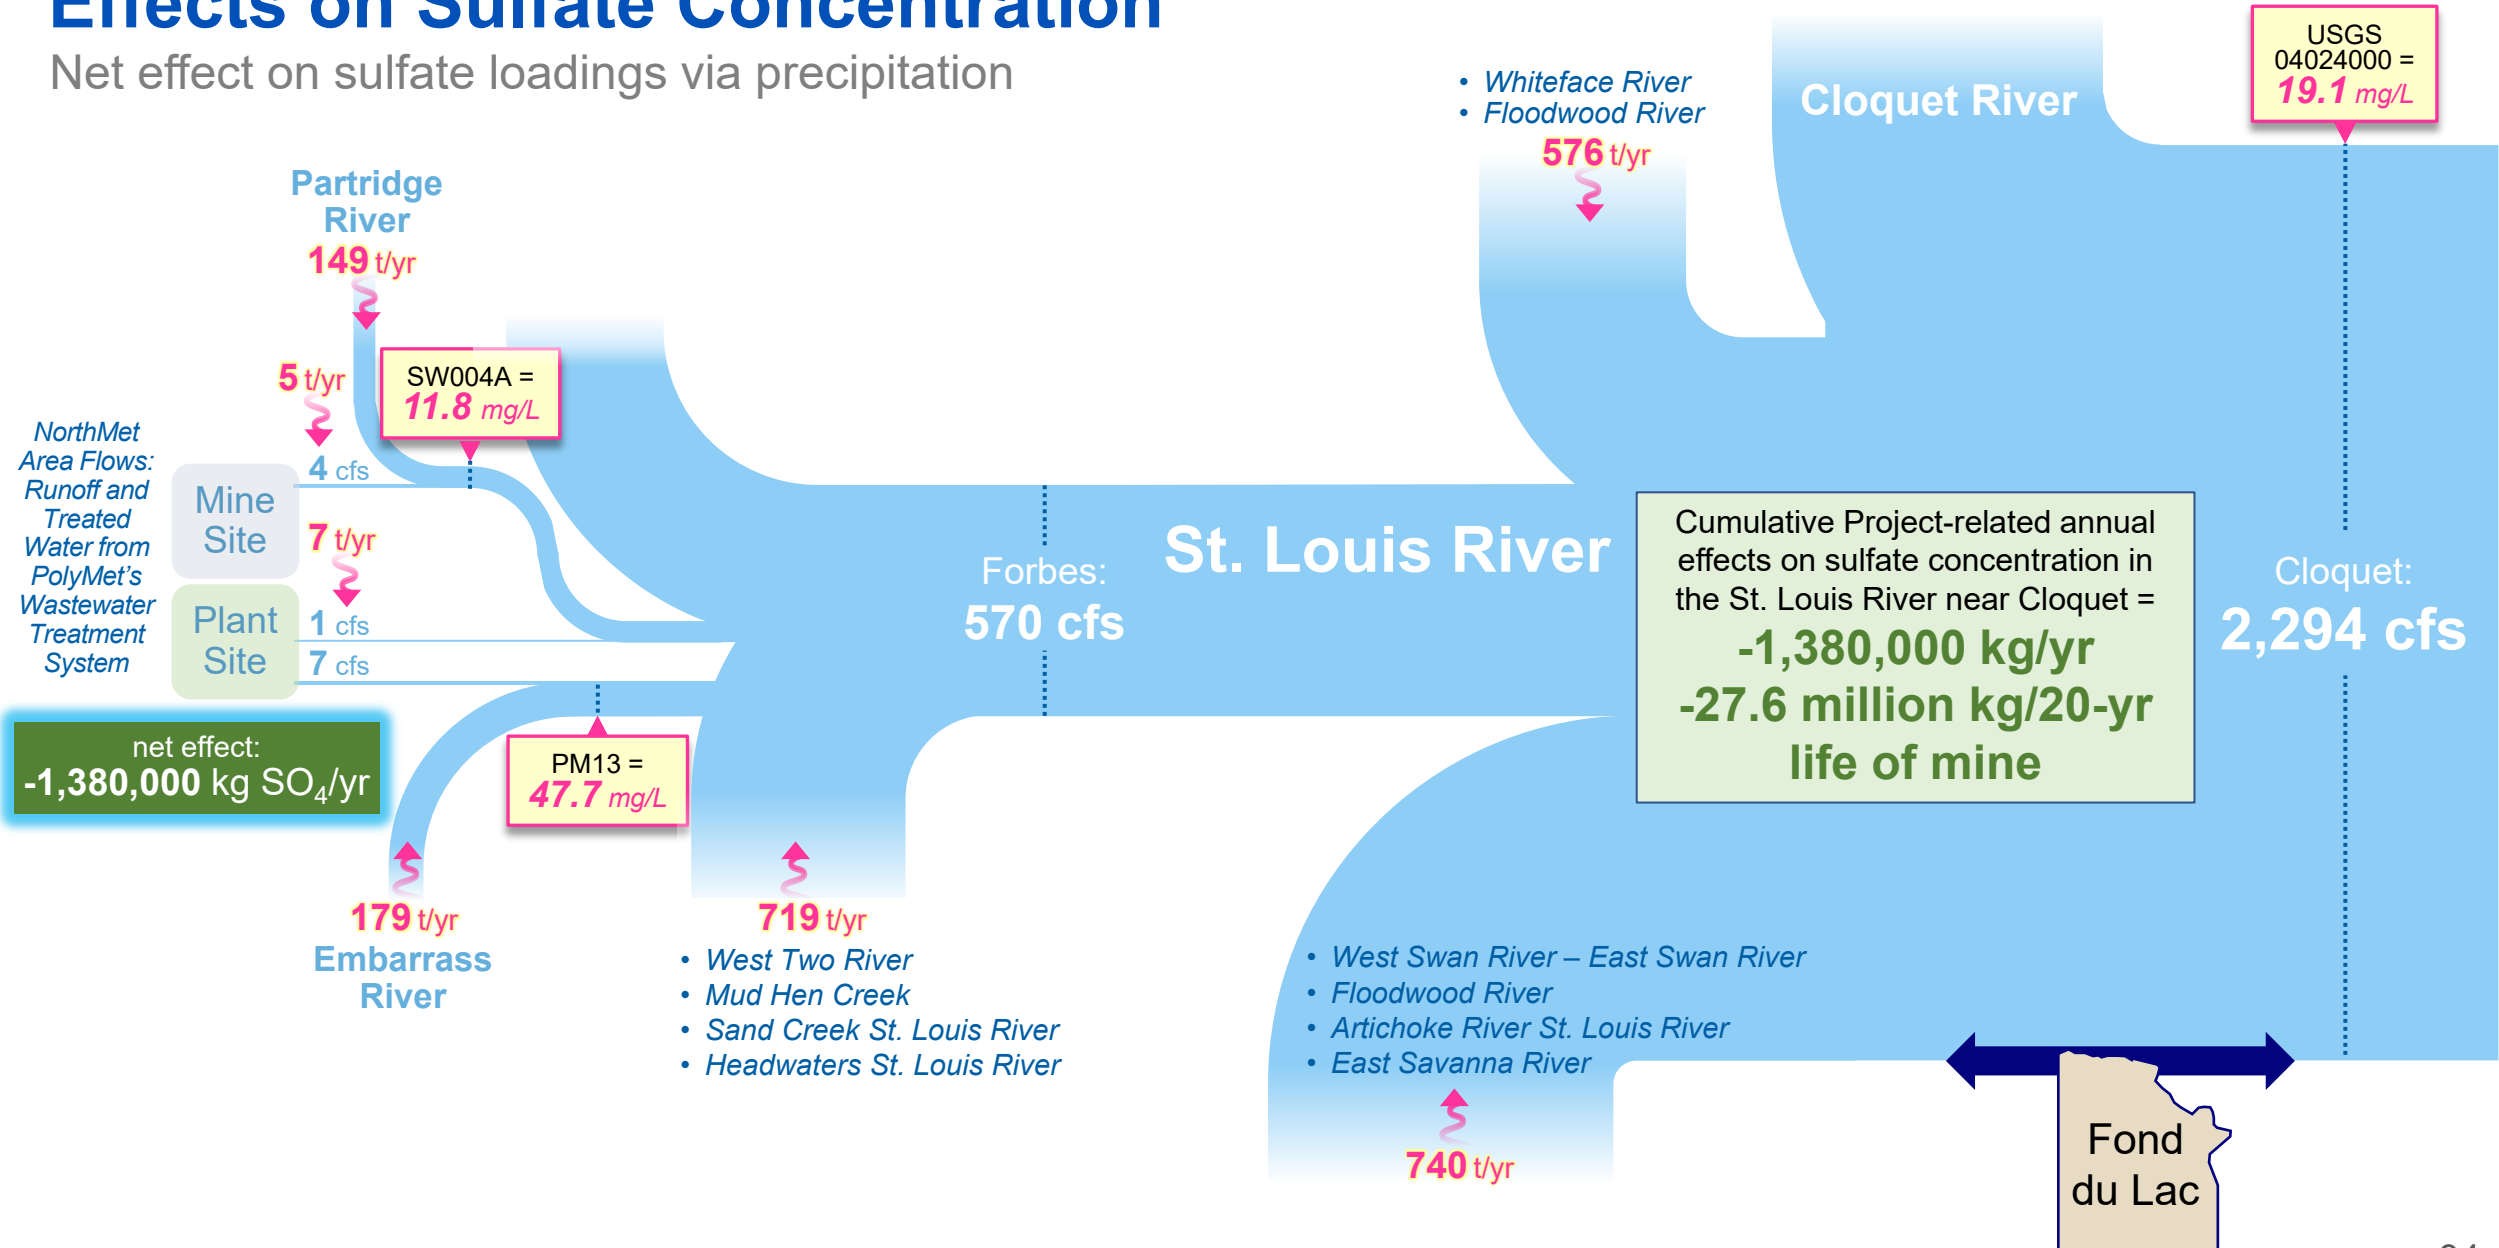 Effects on Sulfate Concentration
Net effect on sulfate loadings via precipitation
USGS
04024000 =
19.1 mg/L
• Whiteface River
• Floodwood River
576 t/yr
Cloquet River
Partridge
River
149 t/yr
5 t/yr
SW004A =
11.8 mg/L
NorthMet
Area Flows:
Runoff and
Treated
Water from
PolyMet's
Wastewater
Treatment
System
Mine
Site
4 cfs
7 t/yr
Plant
Site
1 cfs
7 cfs
net effect:
-1,380,000 kg SO4/yr
PM13 =
47.7 mg/L
Forbes:
570 cfs
St. Louis River
Cumulative Project-related annual
effects on sulfate concentration in
the St. Louis River near Cloquet =
-1,380,000 kg/yr
-27.6 million kg/20-yr
life of mine
Cloquet:
2,294 cfs
179 t/yr
Embarrass
River
719 t/yr
• West Two River
• Mud Hen Creek
• Sand Creek St. Louis River
• Headwaters St. Louis River
• West Swan River – East Swan River
• Floodwood River
• Artichoke River St. Louis River
• East Savanna River
740 t/yr
Fond
du Lac